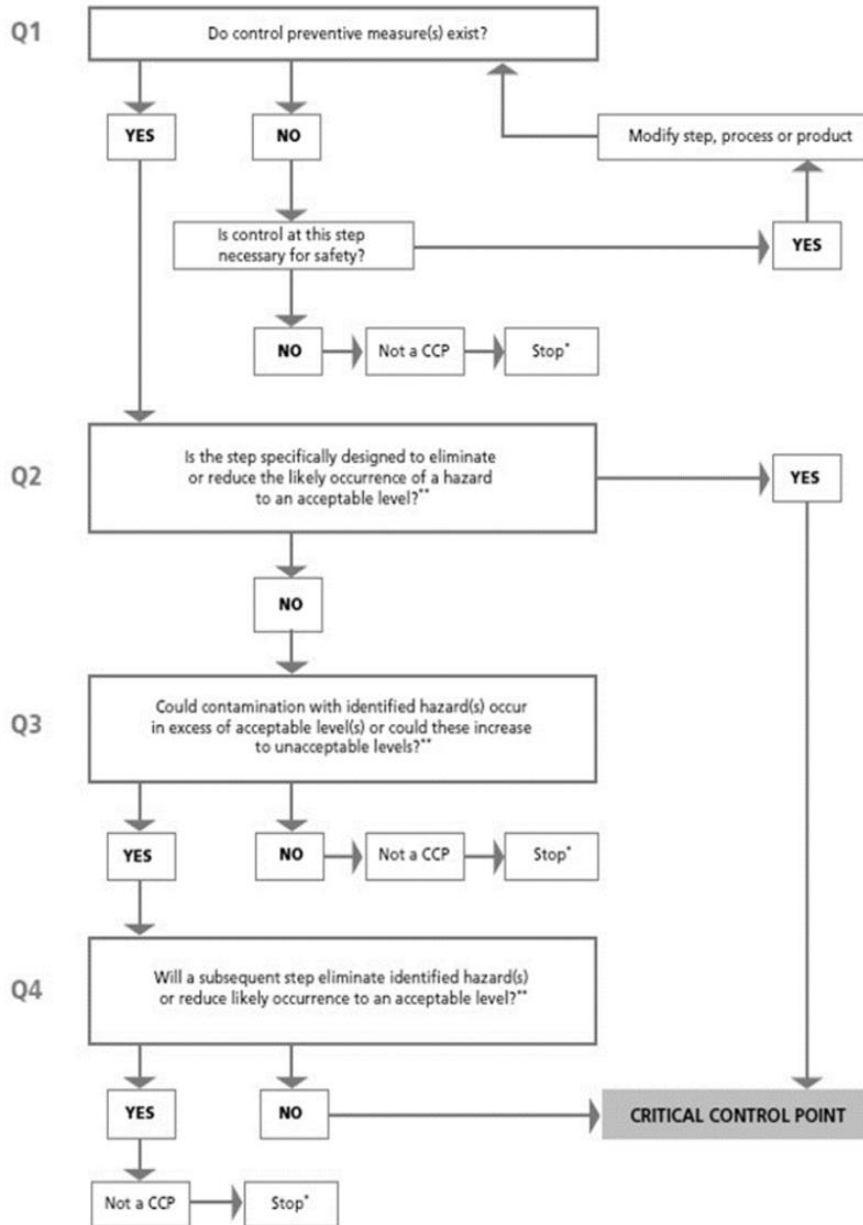 Q1
Do control preventive measure(s) exist?
YES
NO
Modify step, process or product
Is control at this step
necessary for safety?
YES
NO
Not a CCP
Stop*
Q2
Is the step specifically designed to eliminate
or reduce the likely occurrence of a hazard
to an acceptable level?**
YES
NO
Q3
Could contamination with identified hazard(s) occur
in excess of acceptable level(s) or could these increase
to unacceptable levels?**
YES
NO
Not a CCP
Stop*
Q4
Will a subsequent step eliminate identified hazard(s)
or reduce likely occurrence to an acceptable level?**
YES
NO
CRITICAL CONTROL POINT
Not a CCP
Stop*